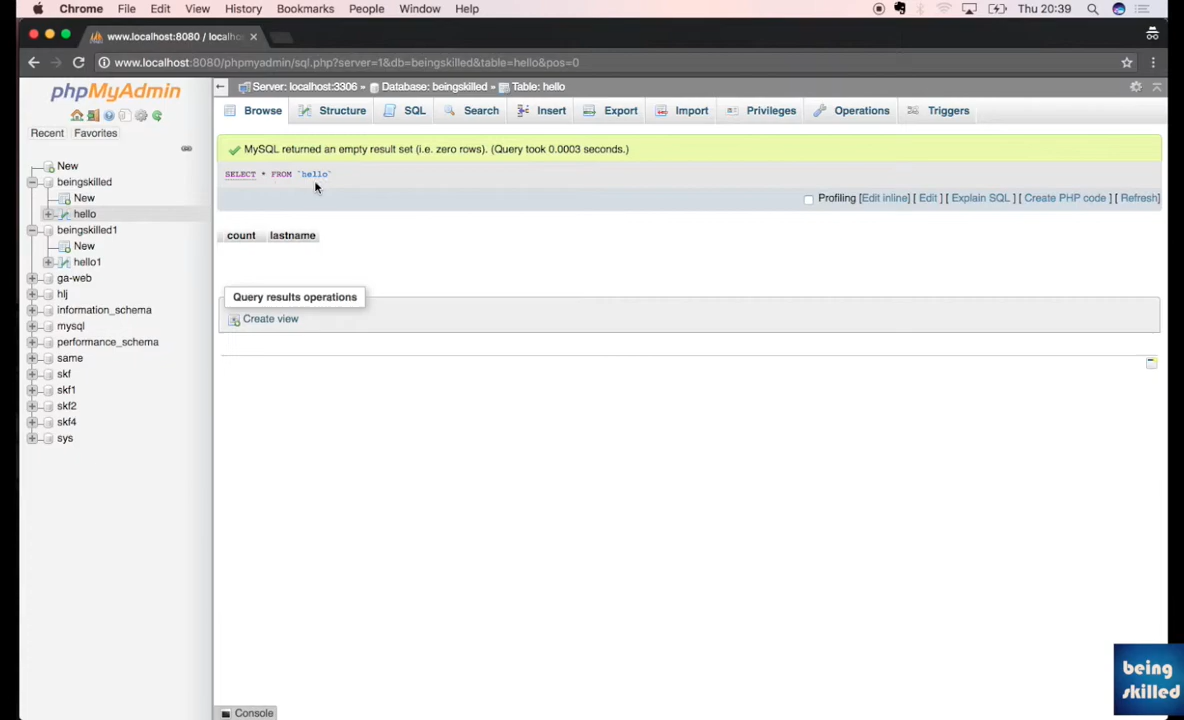 Chrome File Edit View History Bookmarks People Window Help Thu 20:39
www.localhost:8080 / localho
www.localhost:8080/phpmyadmin/sql.php?server=1&db=beingskilled&table=hello&pos=0
phpMyAdmin
Recent Favorites
New
beingskilled
New
hello
beingskilled1
New
hello1
ga-web
hlj
information_schema
mysql
performance_schema
same
skf
skf1
skf2
skf4
sys
Server: localhost:3306 » Database: beingskilled » Table: hello
Browse Structure SQL Search Insert Export Import Privileges Operations Triggers
MySQL returned an empty result set (i.e. zero rows). (Query took 0.0003 seconds.)
SELECT * FROM `hello`
Profiling [Edit inline] [ Edit ] [ Explain SQL ] [ Create PHP code ] [ Refresh]
count lastname
Query results operations
Create view
Console
being
skilled